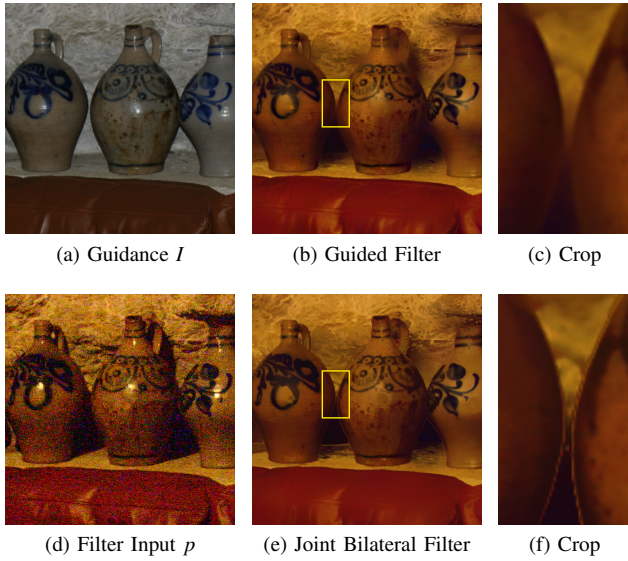 (a) Guidance I
(b) Guided Filter
(c) Crop
(d) Filter Input p
(e) Joint Bilateral Filter
(f) Crop